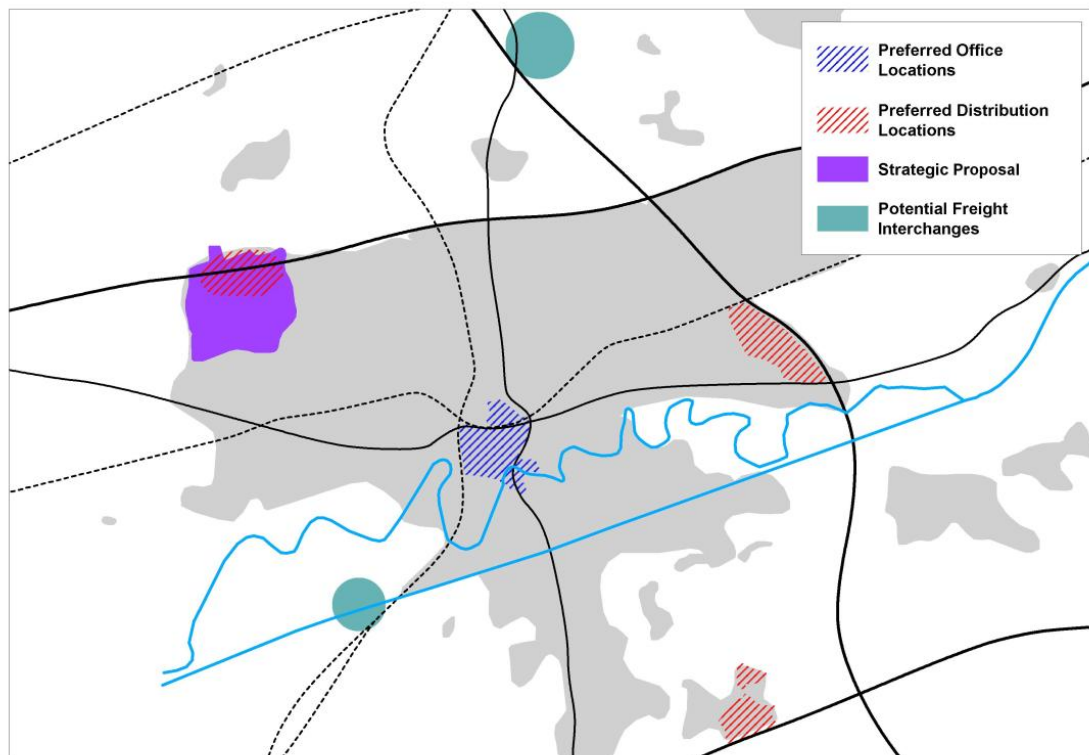 Preferred Office
Locations
Preferred Distribution
Locations
Strategic Proposal
Potential Freight
Interchanges